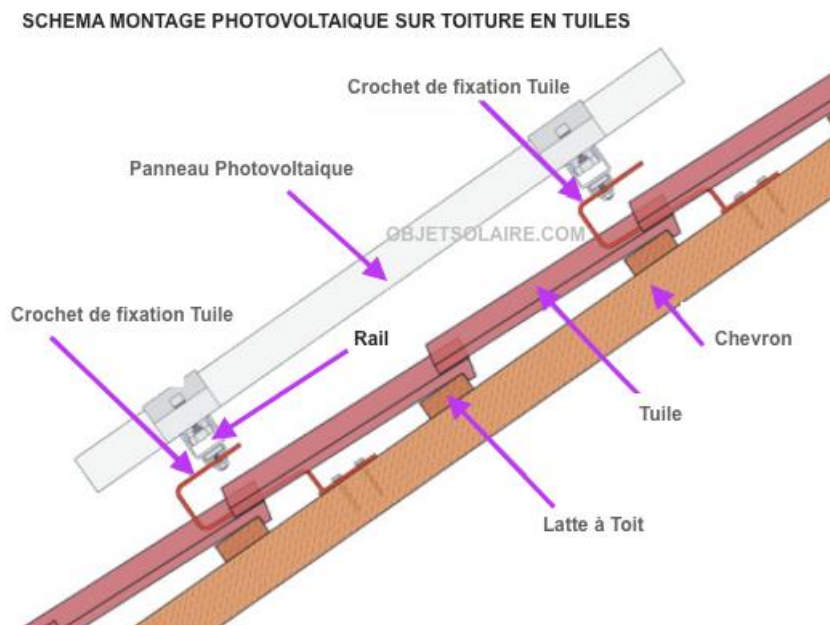 SCHEMA MONTAGE PHOTOVOLTAIQUE SUR TOITURE EN TUILES
Crochet de fixation Tuile
Panneau Photovoltaique
OBJETSOLAIRE.COM
Crochet de fixation Tuile
Rail
Chevron
Tuile
Latte à Toit